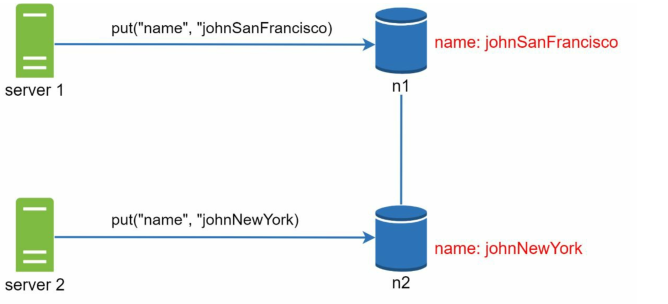 put("name", "johnSanFrancisco)
name: johnSanFrancisco
server 1
n1
put("name", "johnNewYork)
name: johnNewYork
server 2
n2